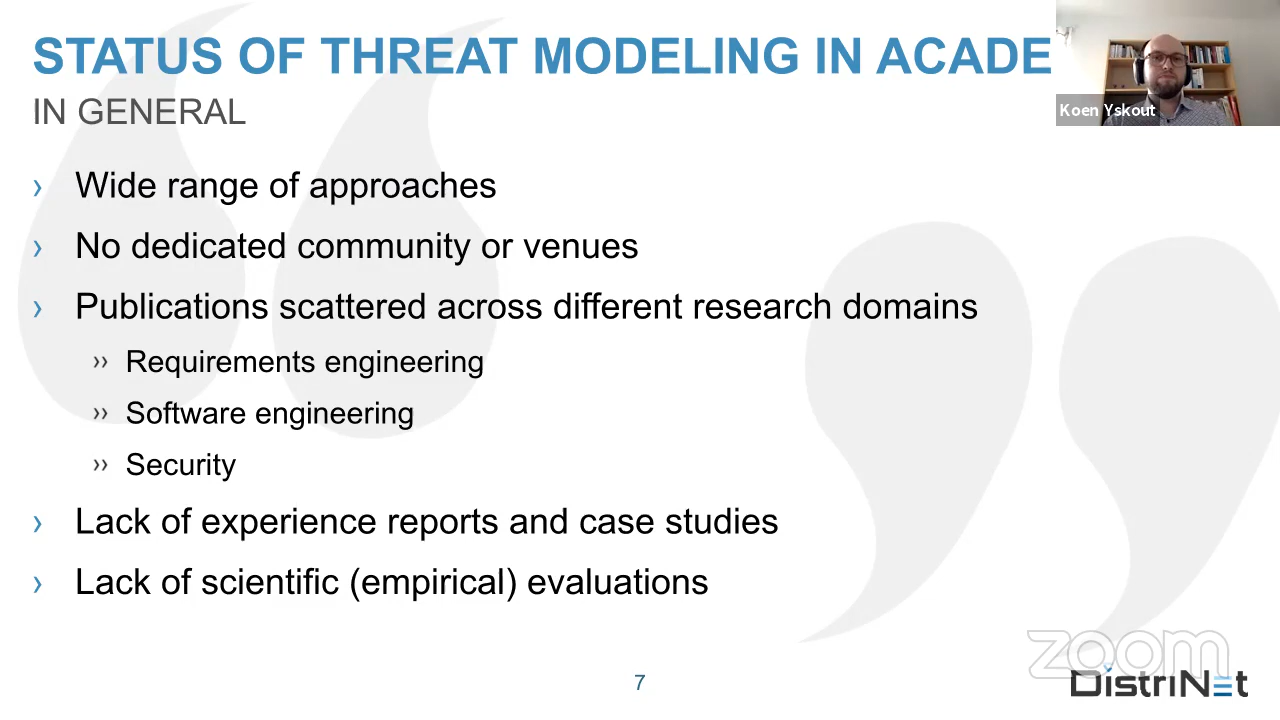 STATUS OF THREAT MODELING IN ACADE
IN GENERAL
Koen Yskout
› Wide range of approaches
› No dedicated community or venues
› Publications scattered across different research domains
›› Requirements engineering
›› Software engineering
›› Security
› Lack of experience reports and case studies
› Lack of scientific (empirical) evaluations
zoom
7
DistriNet